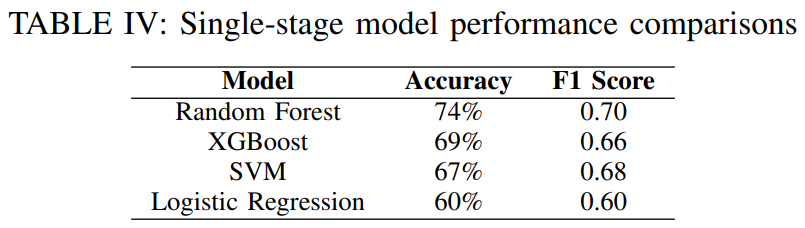 TABLE IV: Single-stage model performance comparisons
Model Accuracy F1 Score
Random Forest 74% 0.70
XGBoost 69% 0.66
SVM 67% 0.68
Logistic Regression 60% 0.60